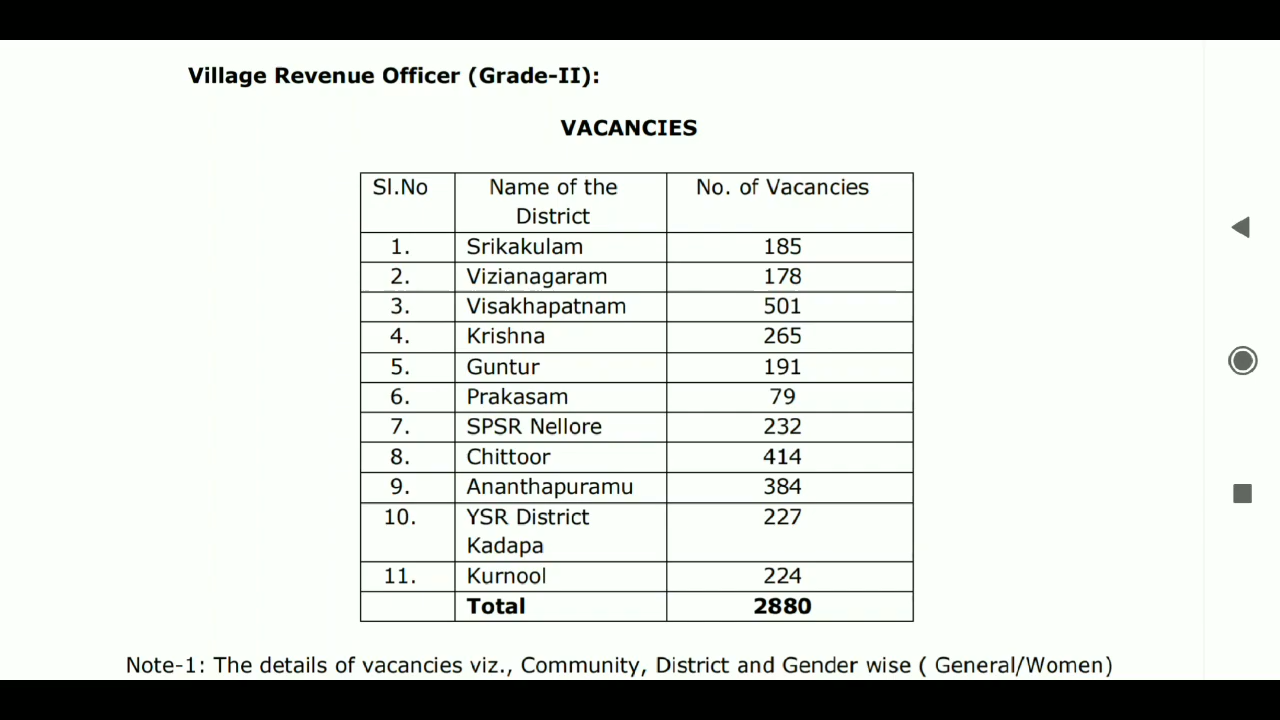 Village Revenue Officer (Grade-II):
VACANCIES
Sl.No Name of the District No. of Vacancies
1. Srikakulam 185
2. Vizianagaram 178
3. Visakhapatnam 501
4. Krishna 265
5. Guntur 191
6. Prakasam 79
7. SPSR Nellore 232
8. Chittoor 414
9. Ananthapuramu 384
10. YSR District Kadapa 227
11. Kurnool 224
Total 2880
Note-1: The details of vacancies viz., Community, District and Gender wise ( General/Women)